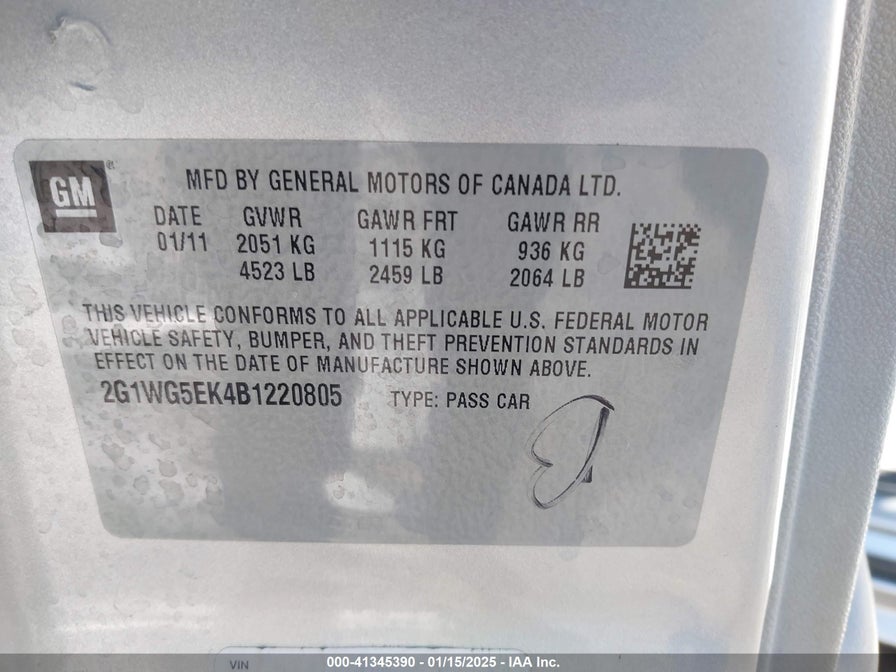 GM
®
MFD BY GENERAL MOTORS OF CANADA LTD.
DATE GVWR GAWR FRT GAWR RR
01/11 2051 KG 1115 KG 936 KG
4523 LB 2459 LB 2064 LB
THIS VEHICLE CONFORMS TO ALL APPLICABLE U.S. FEDERAL MOTOR
VEHICLE SAFETY, BUMPER, AND THEFT PREVENTION STANDARDS IN
EFFECT ON THE DATE OF MANUFACTURE SHOWN ABOVE.
2G1WG5EK4B1220805 TYPE: PASS CAR
VIN
000-41345390 - 01/15/2025 - IAA Inc.